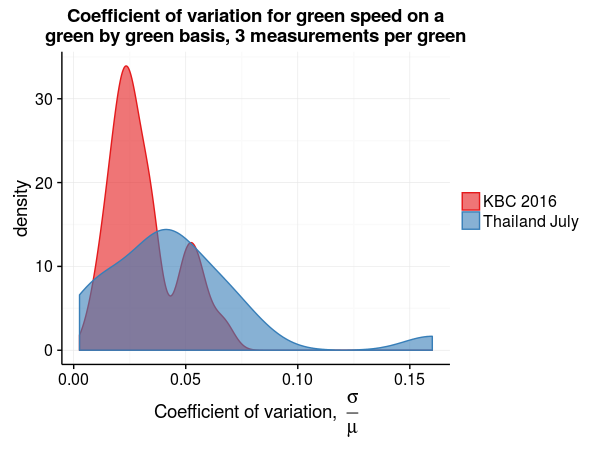 Coefficient of variation for green speed on a
green by green basis, 3 measurements per green
density
30
20
10
0
0.00 0.05 0.10 0.15
Coefficient of variation, σ/μ
KBC 2016
Thailand July